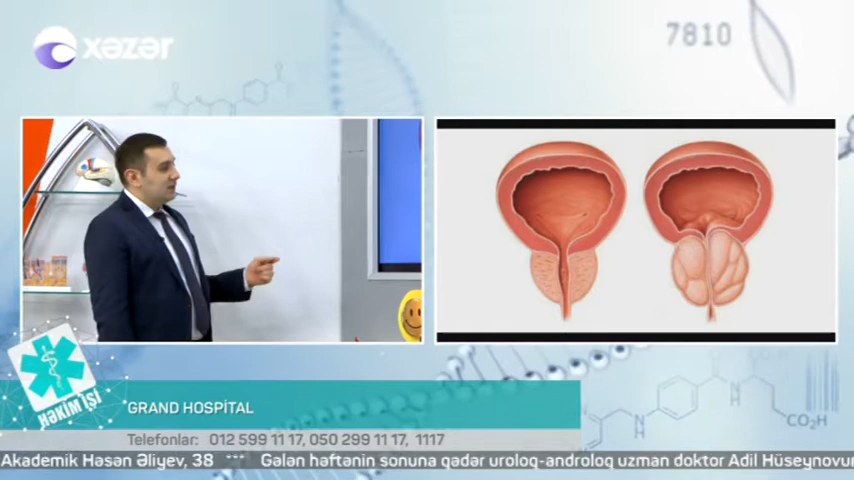 xəzər
7810
HƏKİM İŞİ
GRAND HOSPİTAL
Telefonlar: 012 599 11 17, 050 299 11 17, 1117
Akademik Həsən Əliyev, 38 *** Gələn həftənin sonuna qədər uroloq-androloq uzman doktor Adil Hüseynovun
CO₂H